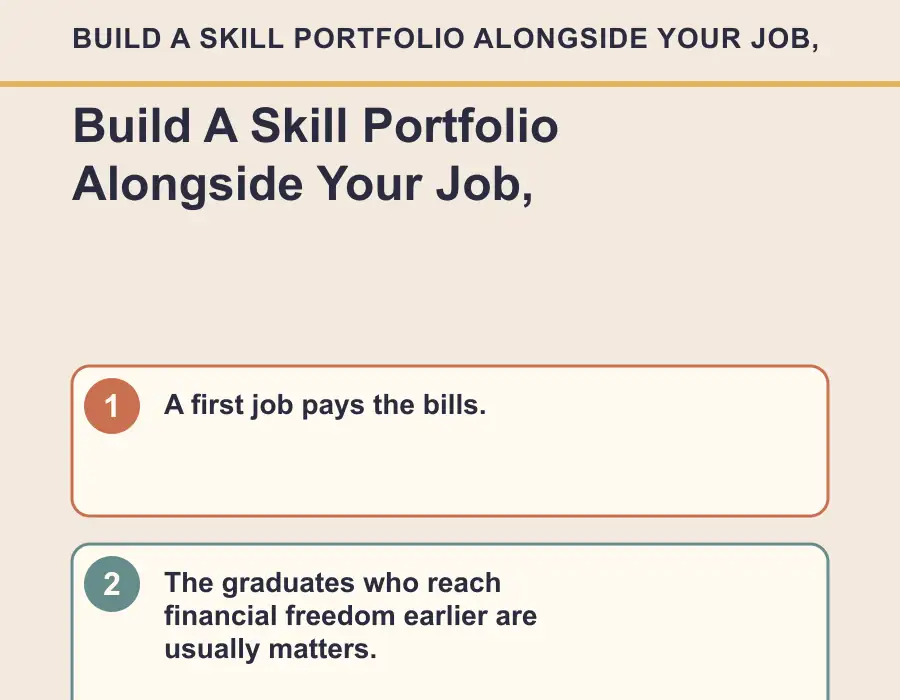 BUILD A SKILL PORTFOLIO ALONGSIDE YOUR JOB,
Build A Skill Portfolio
Alongside Your Job,
1
A first job pays the bills.
2
The graduates who reach
financial freedom earlier are
usually matters.